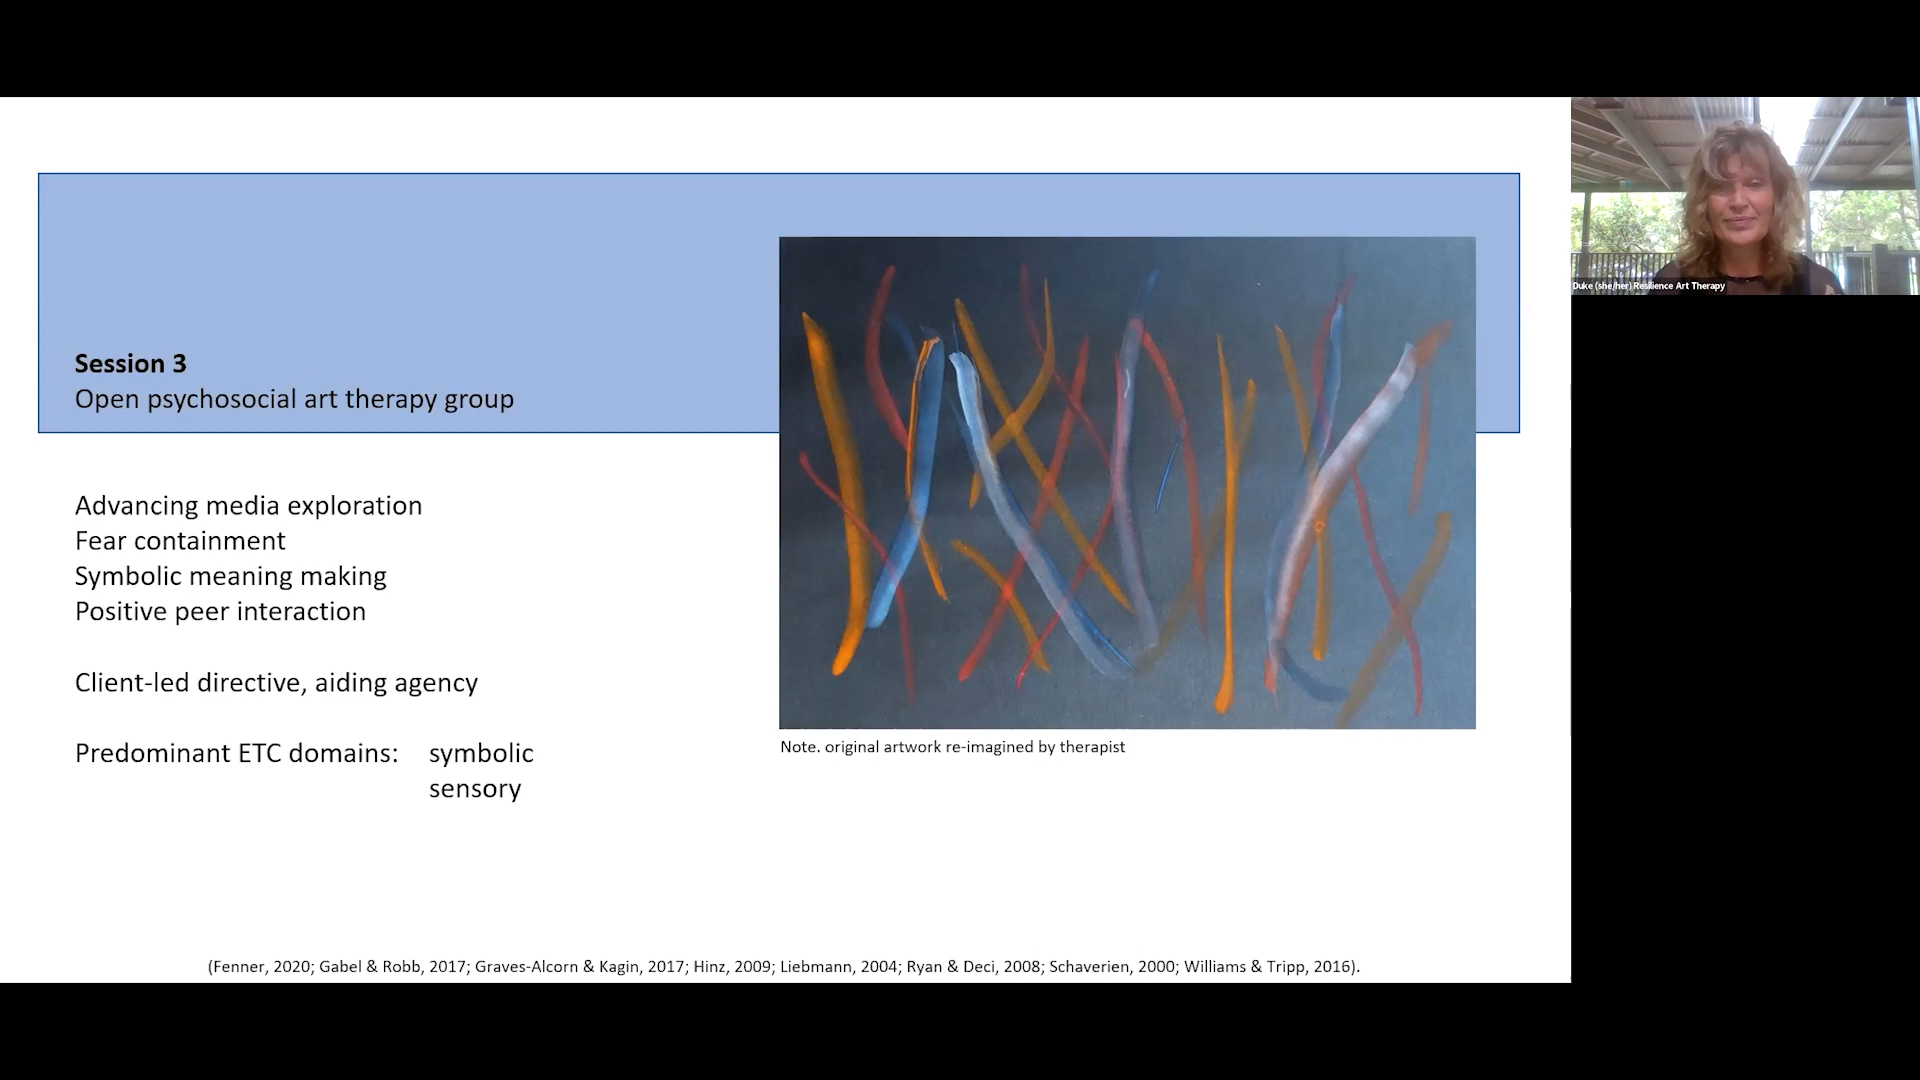 Session 3
Open psychosocial art therapy group
Advancing media exploration
Fear containment
Symbolic meaning making
Positive peer interaction
Client-led directive, aiding agency
Predominant ETC domains: symbolic
sensory
Note. original artwork re-imagined by therapist
(Fenner, 2020; Gabel & Robb, 2017; Graves-Alcorn & Kagin, 2017; Hinz, 2009; Liebmann, 2004; Ryan & Deci, 2008; Schaverien, 2000; Williams & Tripp, 2016).
Duke (she/her) Resilience Art Therapy